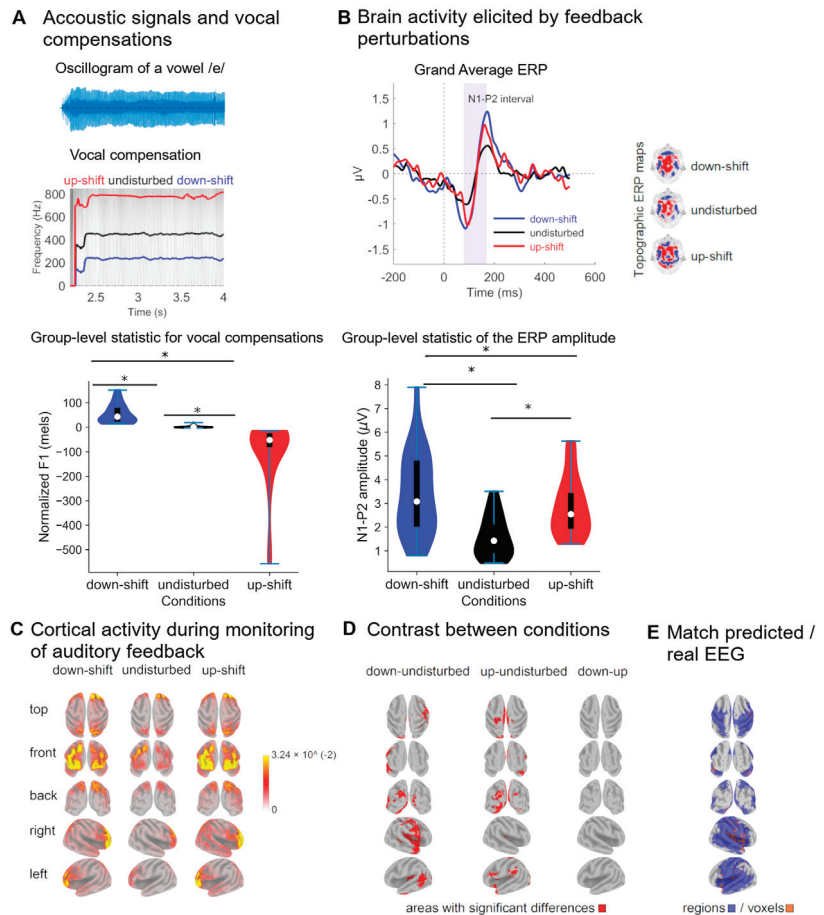 A Accoustic signals and vocal
compensations
Oscillogram of a vowel /e/
Vocal compensation
up-shift undisturbed down-shift
800
600
400
200
0
Frequency (Hz)
2.5 3 3.5 4
Time (s)
Group-level statistic for vocal compensations
*
*
*
100
0
−100
−200
−300
−400
−500
Normalized F1 (mels)
down-shift undisturbed up-shift
Conditions
B Brain activity elicited by feedback
perturbations
Grand Average ERP
N1-P2 interval
1.5
1
0.5
0
-0.5
-1
-1.5
µV
down-shift
undisturbed
up-shift
-200 0 200 400 600
Time (ms)
Topographic ERP maps
down-shift
undisturbed
up-shift
Group-level statistic of the ERP amplitude
*
*
*
8
7
6
5
4
3
2
1
N1-P2 amplitude (µV)
down-shift undisturbed up-shift
Conditions
C Cortical activity during monitoring
of auditory feedback
down-shift undisturbed up-shift
top
front
back
right
left
3.24 × 10^ (-2)
0
D Contrast between conditions
down-undisturbed up-undisturbed down-up
areas with significant differences
E Match predicted /
real EEG
regions / voxels